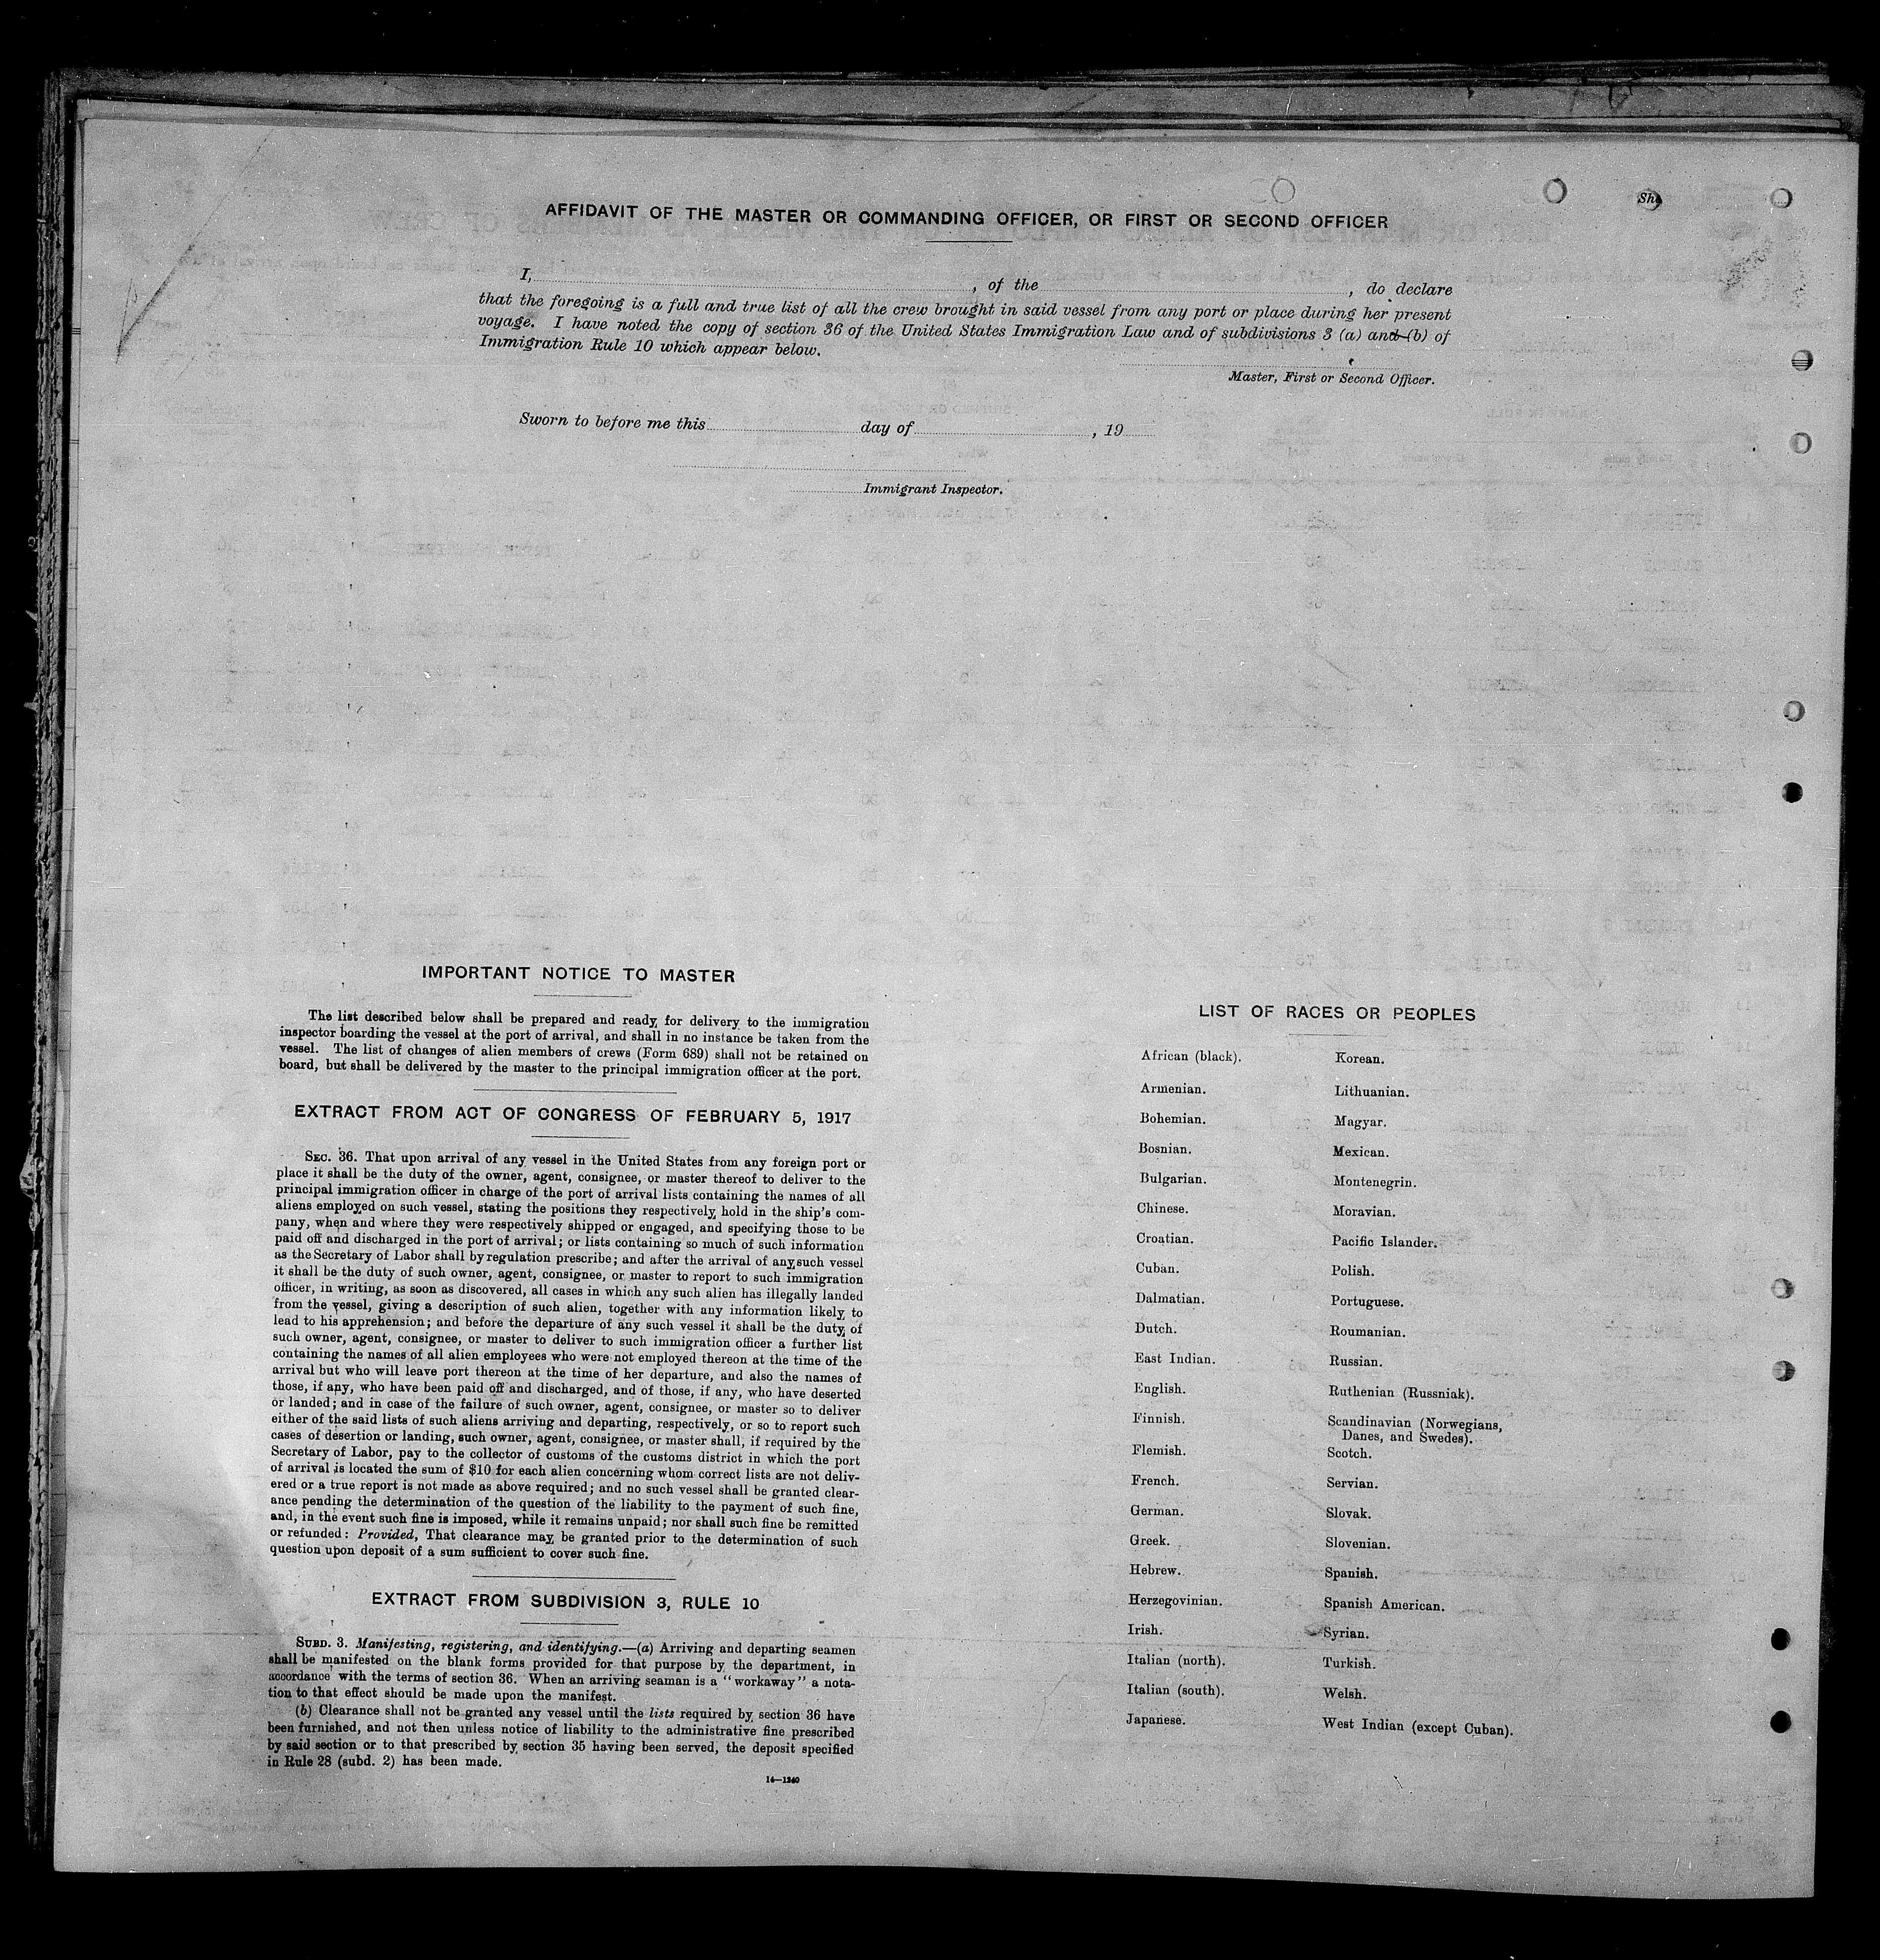 Sh
AFFIDAVIT OF THE MASTER OR COMMANDING OFFICER, OR FIRST OR SECOND OFFICER
I, , of the , do declare
that the foregoing is a full and true list of all the crew brought in said vessel from any port or place during her present
voyage. I have noted the copy of section 36 of the United States Immigration Law and of subdivisions 3 (a) and (b) of
Immigration Rule 10 which appear below.
Master, First or Second Officer.
Sworn to before me this day of , 19
Immigrant Inspector.
IMPORTANT NOTICE TO MASTER
The list described below shall be prepared and ready for delivery to the immigration
inspector boarding the vessel at the port of arrival, and shall in no instance be taken from the
vessel. The list of changes of alien members of crews (Form 689) shall not be retained on
board, but shall be delivered by the master to the principal immigration officer at the port.
EXTRACT FROM ACT OF CONGRESS OF FEBRUARY 5, 1917
SEC. 36. That upon arrival of any vessel in the United States from any foreign port or
place it shall be the duty of the owner, agent, consignee, or master thereof to deliver to the
principal immigration officer in charge of the port of arrival lists containing the names of all
aliens employed on such vessel, stating the positions they respectively hold in the ship's com-
pany, when and where they were respectively shipped or engaged, and specifying those to be
paid off and discharged in the port of arrival; or lists containing so much of such information
as the Secretary of Labor shall by regulation prescribe; and after the arrival of any such vessel
it shall be the duty of such owner, agent, consignee, or master to report to such immigration
officer, in writing, as soon as discovered, all cases in which any such alien has illegally landed
from the vessel, giving a description of such alien, together with any information likely to
lead to his apprehension; and before the departure of any such vessel it shall be the duty of
such owner, agent, consignee, or master to deliver to such immigration officer a further list
containing the names of all alien employees who were not employed thereon at the time of the
arrival but who will leave port thereon at the time of her departure, and also the names of
those, if any, who have been paid off and discharged, and of those, if any, who have deserted
or landed; and in case of the failure of such owner, agent, consignee, or master so to deliver
either of the said lists of such aliens arriving and departing, respectively, or so to report such
cases of desertion or landing, such owner, agent, consignee, or master shall, if required by the
Secretary of Labor, pay to the collector of customs of the customs district in which the port
of arrival is located the sum of $10 for each alien concerning whom correct lists are not deliv-
ered or a true report is not made as above required; and no such vessel shall be granted clear-
ance pending the determination of the question of the liability to the payment of such fine,
and, in the event such fine is imposed, while it remains unpaid; nor shall such fine be remitted
or refunded: Provided, That clearance may be granted prior to the determination of such
question upon deposit of a sum sufficient to cover such fine.
EXTRACT FROM SUBDIVISION 3, RULE 10
SUBD. 3. Manifesting, registering, and identifying.—(a) Arriving and departing seamen
shall be manifested on the blank forms provided for that purpose by the department, in
accordance with the terms of section 36. When an arriving seaman is a "workaway" a nota-
tion to that effect should be made upon the manifest.
(b) Clearance shall not be granted any vessel until the lists required by section 36 have
been furnished, and not then unless notice of liability to the administrative fine prescribed
by said section or to that prescribed by section 35 having been served, the deposit specified
in Rule 28 (subd. 2) has been made.
14—1240
LIST OF RACES OR PEOPLES
African (black).
Armenian.
Bohemian.
Bosnian.
Bulgarian.
Chinese.
Croatian.
Cuban.
Dalmatian.
Dutch.
East Indian.
English.
Finnish.
Flemish.
French.
German.
Greek.
Hebrew.
Herzegovinian.
Irish.
Italian (north).
Italian (south).
Japanese.
Korean.
Lithuanian.
Magyar.
Mexican.
Montenegrin.
Moravian.
Pacific Islander.
Polish.
Portuguese.
Roumanian.
Russian.
Ruthenian (Russniak).
Scandinavian (Norwegians,
Danes, and Swedes).
Scotch.
Servian.
Slovak.
Slovenian.
Spanish.
Spanish American.
Syrian.
Turkish.
Welsh.
West Indian (except Cuban).